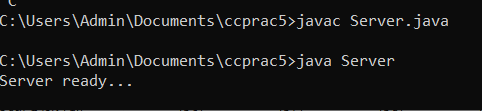 C:\Users\Admin\Documents\ccprac5>javac Server.java
C:\Users\Admin\Documents\ccprac5>java Server
Server ready...